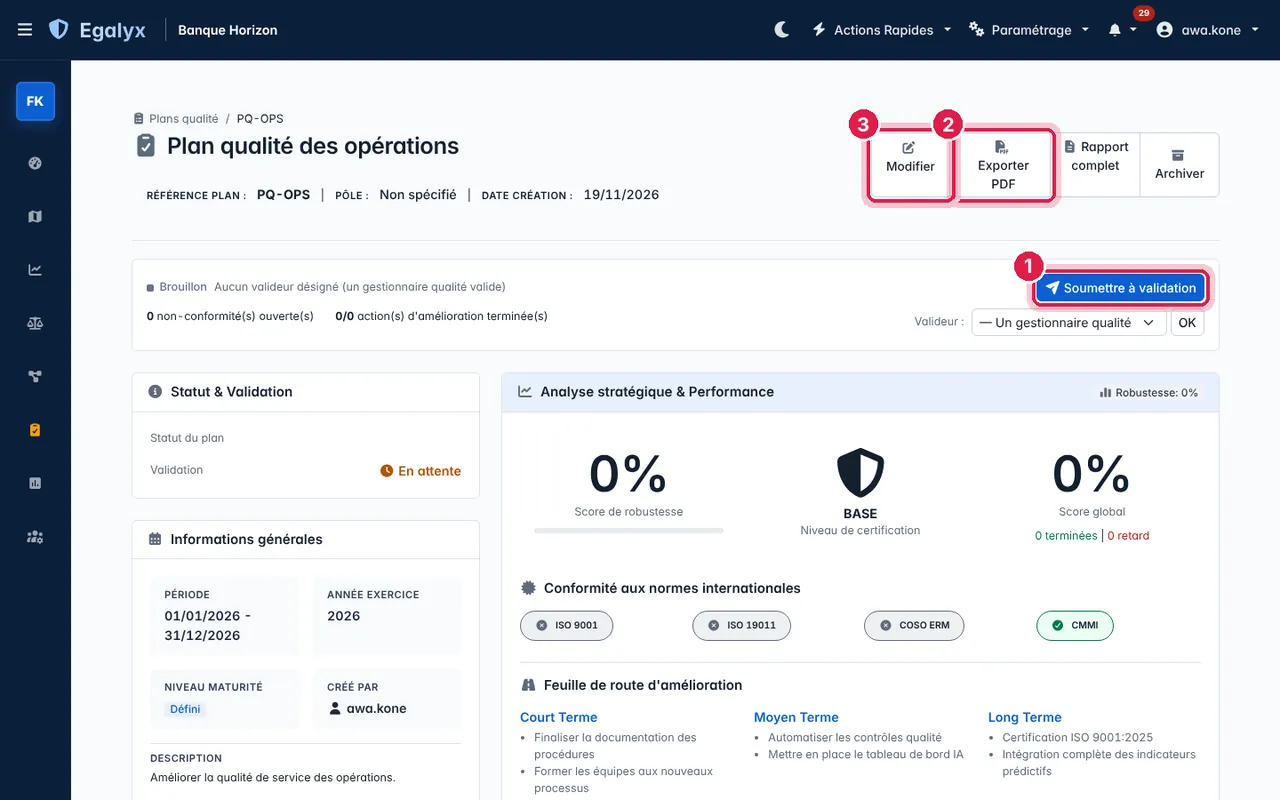 Egalyx
Banque Horizon
Actions Rapides
Paramétrage
29
awa.kone
FK
Plans qualité / PQ-OPS
Plan qualité des opérations
RÉFÉRENCE PLAN : PQ-OPS | PÔLE : Non spécifié | DATE CRÉATION : 19/11/2026
3
Modifier
2
PDF
Exporter
PDF
Rapport
complet
Archiver
Brouillon Aucun valideur désigné (un gestionnaire qualité valide)
0 non-conformité(s) ouverte(s) 0/0 action(s) d'amélioration terminée(s)
1
Soumettre à validation
Valideur : — Un gestionnaire qualité OK
Statut & Validation
Statut du plan
Validation En attente
Informations générales
PÉRIODE
01/01/2026 -
31/12/2026
ANNÉE EXERCICE
2026
NIVEAU MATURITÉ
Défini
CRÉÉ PAR
awa.kone
DESCRIPTION
Améliorer la qualité de service des opérations.
Analyse stratégique & Performance
Robustesse: 0%
0%
Score de robustesse
BASE
Niveau de certification
0%
Score global
0 terminées | 0 retard
Conformité aux normes internationales
ISO 9001
ISO 19011
COSO ERM
CMMI
Feuille de route d'amélioration
Court Terme
• Finaliser la documentation des
procédures
• Former les équipes aux nouveaux
processus
Moyen Terme
• Automatiser les contrôles qualité
• Mettre en place le tableau de bord IA
Long Terme
• Certification ISO 9001:2025
• Intégration complète des indicateurs
prédictifs